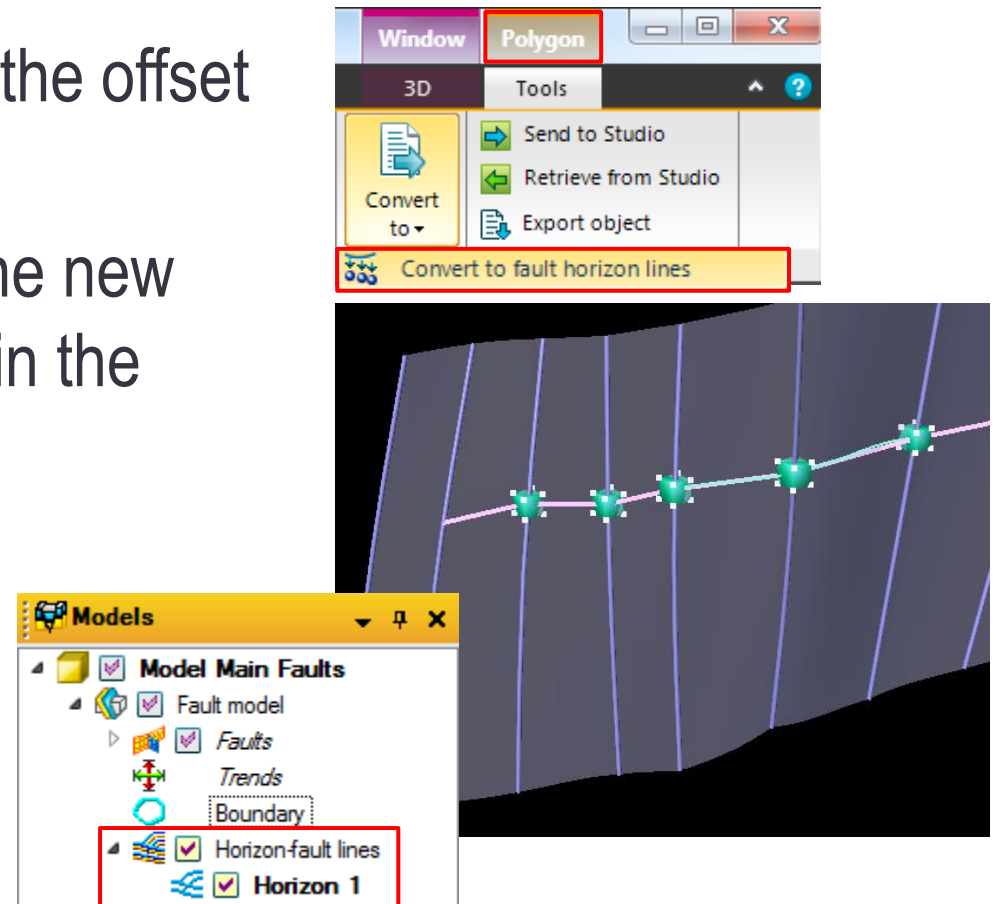 the offset
he new
in the
Window Polygon
3D Tools
Send to Studio
Retrieve from Studio
Convert
to
Export object
Convert to fault horizon lines
Models
Model Main Faults
Fault model
Faults
Trends
Boundary
Horizon-fault lines
Horizon 1